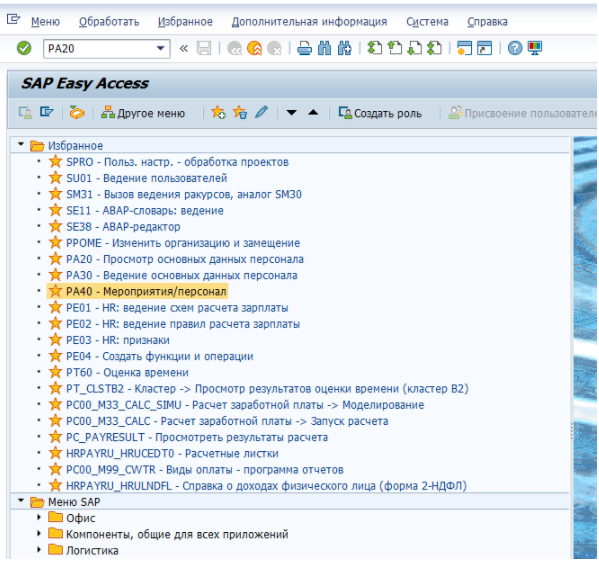 Меню Обработать Избранное Дополнительная информация Система Справка
PA20
SAP Easy Access
Другое меню Создать роль Присвоение пользовател
Избранное
SPRO - Польз. настр. - обработка проектов
SU01 - Ведение пользователей
SM31 - Вызов ведения ракурсов, аналог SM30
SE11 - ABAP-словарь: ведение
SE38 - ABAP-редактор
PPOME - Изменить организацию и замещение
PA20 - Просмотр основных данных персонала
PA30 - Ведение основных данных персонала
PA40 - Мероприятия/персонал
PE01 - HR: ведение схем расчета зарплаты
PE02 - HR: ведение правил расчета зарплаты
PE03 - HR: признаки
PE04 - Создать функции и операции
PT60 - Оценка времени
PT_CLSTB2 - Кластер -> Просмотр результатов оценки времени (кластер B2)
PC00_M33_CALC_SIMU - Расчет заработной платы -> Моделирование
PC00_M33_CALC - Расчет заработной платы -> Запуск расчета
PC_PAYRESULT - Просмотреть результаты расчета
HRPAYRU_HRUCEDT0 - Расчетные листки
PC00_M99_CWTR - Виды оплаты - программа отчетов
HRPAYRU_HRULNDFL - Справка о доходах физического лица (форма 2-НДФЛ)
Меню SAP
Офис
Компоненты, общие для всех приложений
Логистика